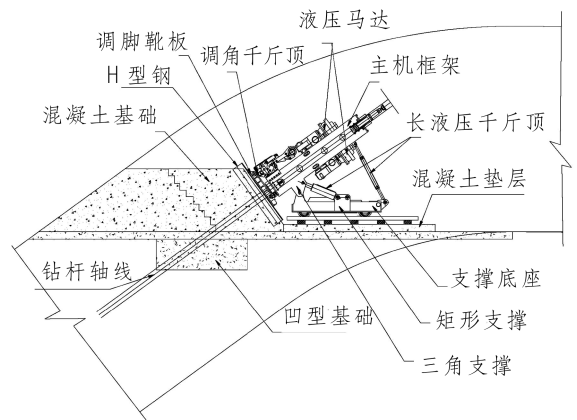 液压马达
调脚靴板
调角千斤顶
H型钢
主机框架
混凝土基础
长液压千斤顶
混凝土垫层
钻杆轴线
支撑底座
凹型基础
矩形支撑
三角支撑